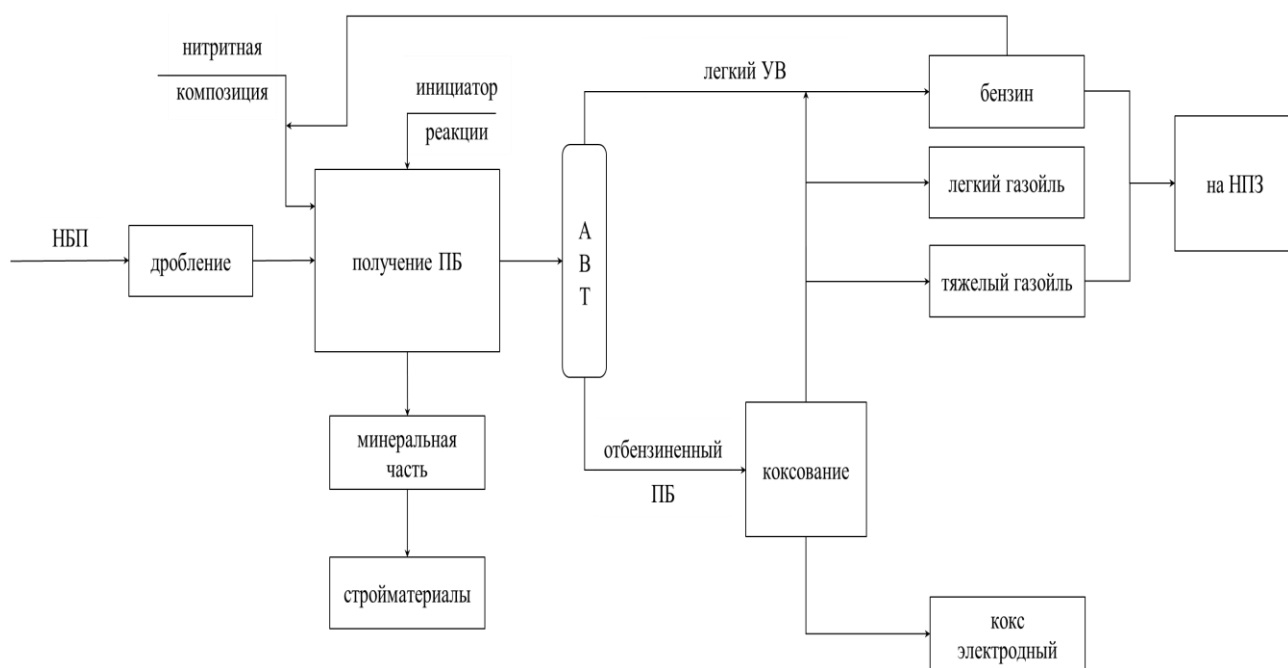 нитритная
композиция
инициатор
реакции
легкий УВ
бензин
легкий газойль
на НПЗ
НБП
дробление
получение ПБ
А
В
Т
тяжелый газойль
минеральная
часть
отбензиненный
ПБ
коксование
стройматериалы
кокс
электродный